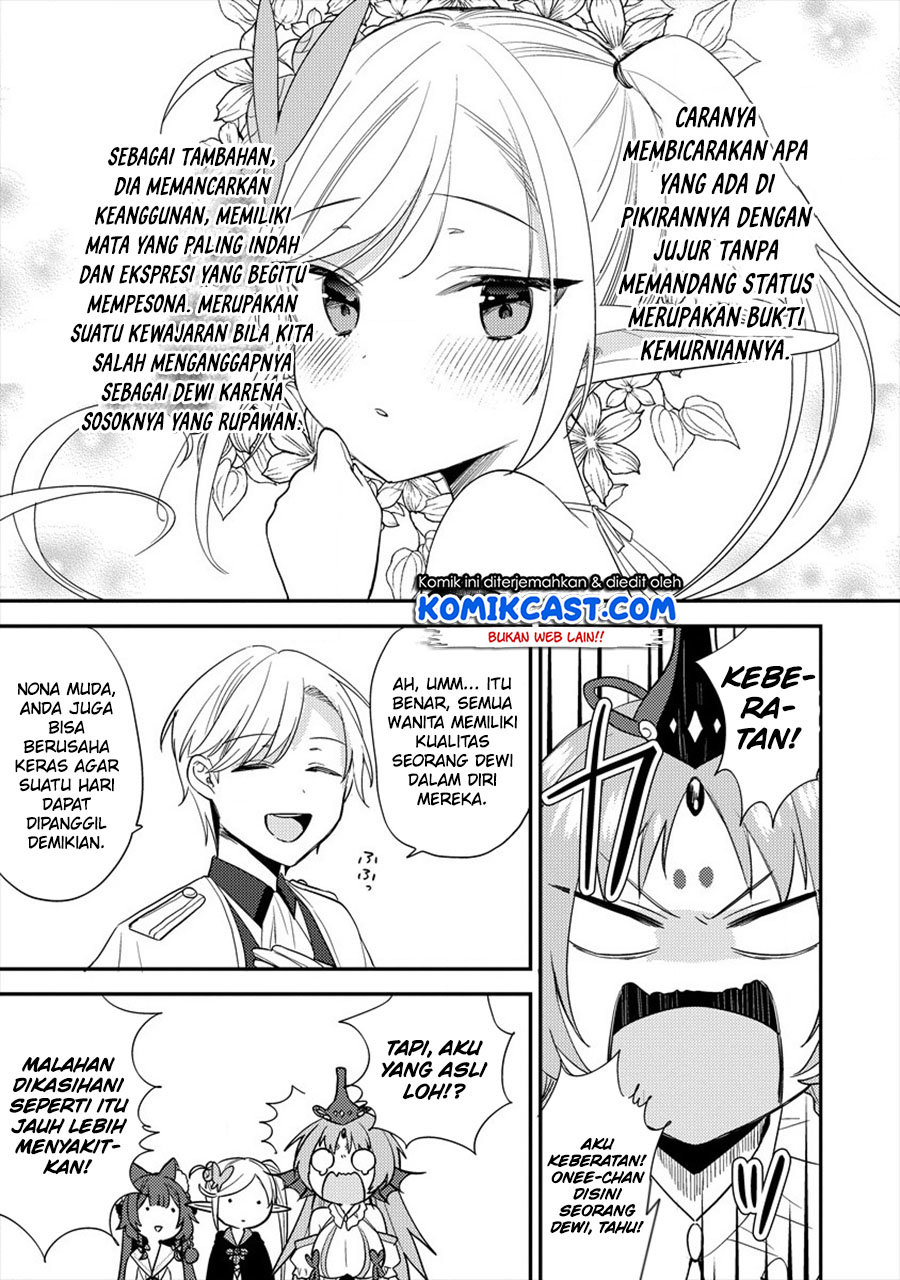 CARANYA
MEMBICARAKAN APA
YANG ADA DI
PIKIRANNYA DENGAN
JUJUR TANPA
MEMANDANG STATUS
MERUPAKAN BUKTI
KEMURNIANNYA.
SEBAGAI TAMBAHAN,
DIA MEMANCARKAN
KEANGGUNAN, MEMILIKI
MATA YANG PALING INDAH
DAN EKSPRESI YANG BEGITU
MEMPESONA. MERUPAKAN
SUATU KEWAJARAN BILA KITA
SALAH MENGANGGAPNYA
SEBAGAI DEWI KARENA
SOSOKNYA YANG RUPAWAN.
Komik ini diterjemahkan & diedit oleh
KOMIKCAST.COM
BUKAN WEB LAIN!!
KEBE-
RA-
TAN!
ガッ
AKU
KEBERATAN!
ONEE-CHAN
DISINI
SEORANG
DEWI, TAHU!
AH, UMM... ITU
BENAR, SEMUA
WANITA MEMILIKI
KUALITAS
SEORANG DEWI
DALAM DIRI
MEREKA.
ふふっ
NONA MUDA,
ANDA JUGA
BISA
BERUSAHA
KERAS AGAR
SUATU HARI
DAPAT
DIPANGGIL
DEMIKIAN.
TAPI, AKU
YANG ASLI
LOH!?
MALAHAN
DIKASIHANI
SEPERTI ITU
JAUH LEBIH
MENYAKIT-
KAN!